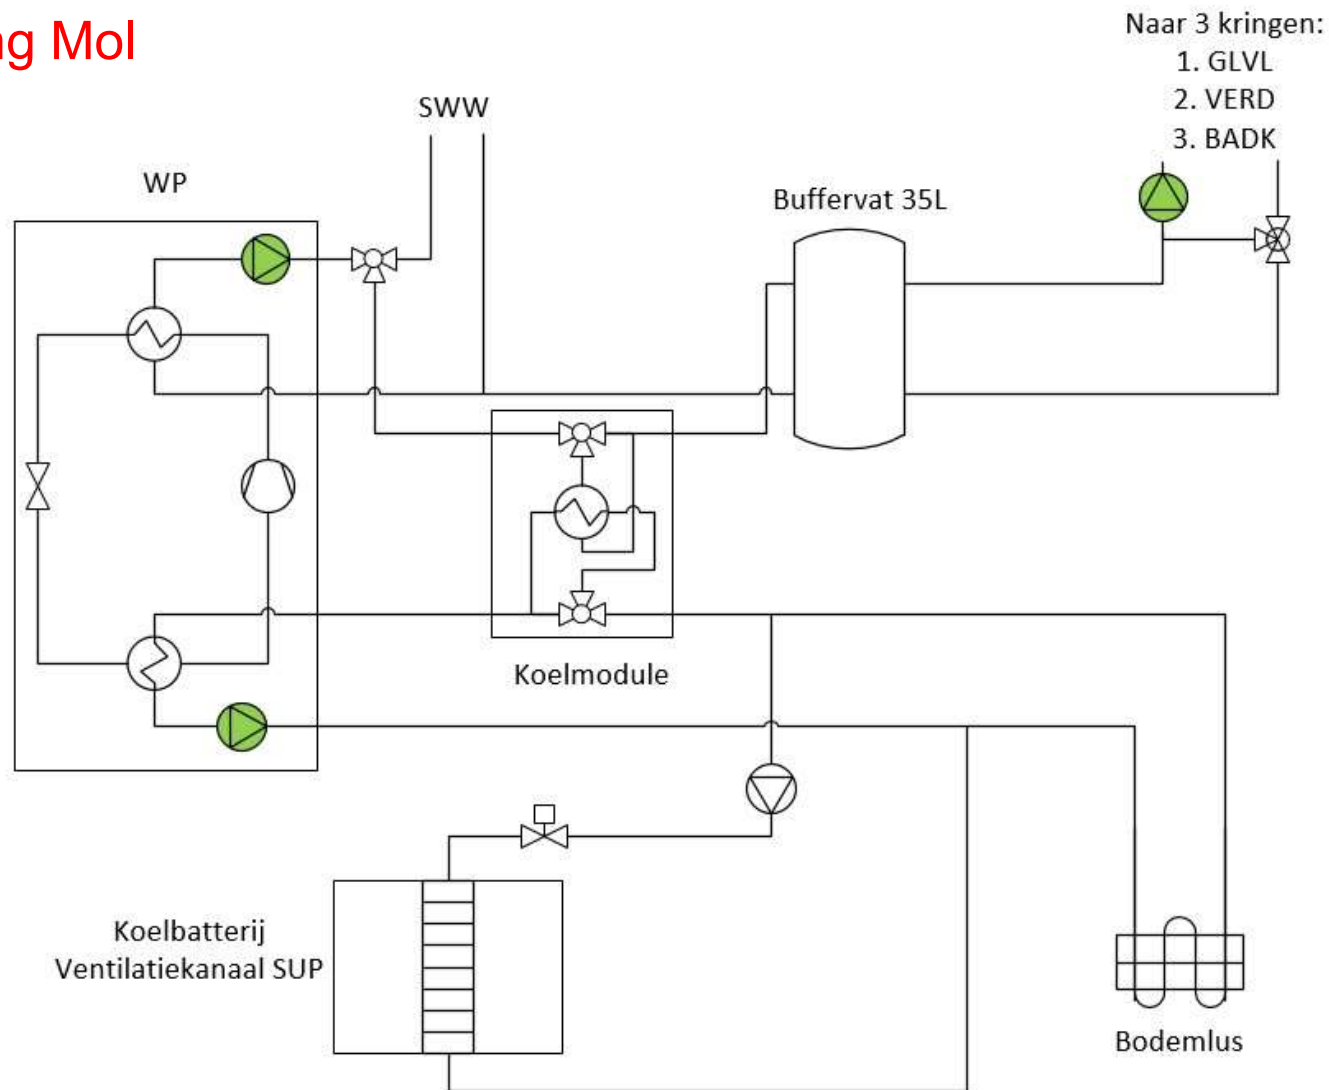 ng Mol
Naar 3 kringen:
1. GLVL
2. VERD
3. BADK
SWW
WP
Buffervat 35L
Koelmodule
Koelbatterij
Ventilatiekanaal SUP
Bodemlus